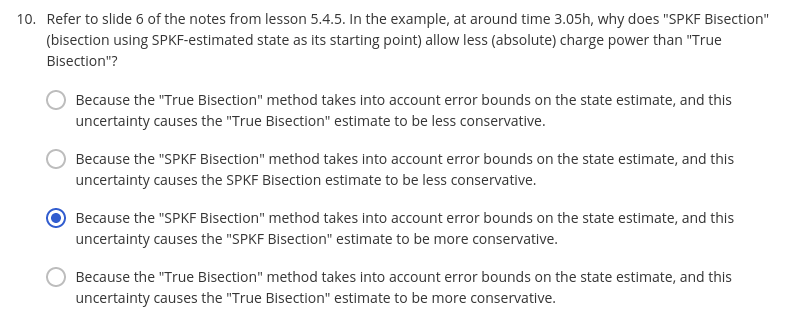 10. Refer to slide 6 of the notes from lesson 5.4.5. In the example, at around time 3.05h, why does "SPKF Bisection"
(bisection using SPKF-estimated state as its starting point) allow less (absolute) charge power than "True
Bisection"?
Because the "True Bisection" method takes into account error bounds on the state estimate, and this
uncertainty causes the "True Bisection" estimate to be less conservative.
Because the "SPKF Bisection" method takes into account error bounds on the state estimate, and this
uncertainty causes the SPKF Bisection estimate to be less conservative.
Because the "SPKF Bisection" method takes into account error bounds on the state estimate, and this
uncertainty causes the "SPKF Bisection" estimate to be more conservative.
Because the "True Bisection" method takes into account error bounds on the state estimate, and this
uncertainty causes the "True Bisection" estimate to be more conservative.